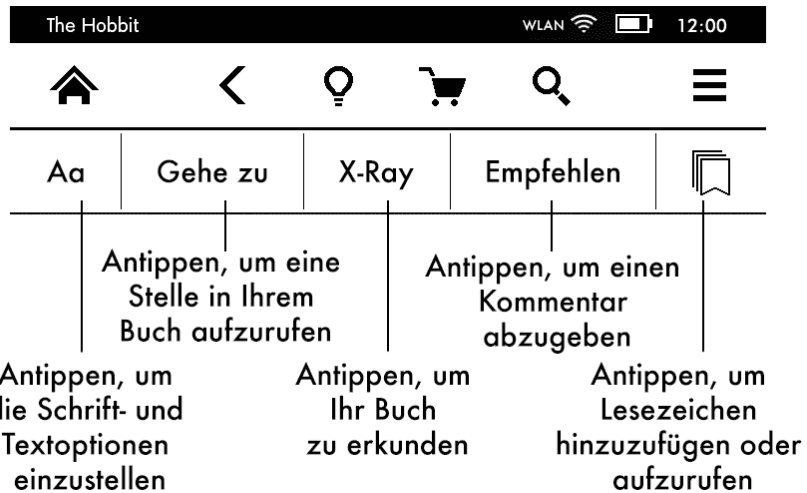 The Hobbit WLAN 12:00
Aa Gehe zu X-Ray Empfehlen
Antippen, um eine
Stelle in Ihrem
Buch aufzurufen
Antippen, um einen
Kommentar
abzugeben
Antippen, um
die Schrift- und
Textoptionen
einzustellen
Antippen, um
Ihr Buch
zu erkunden
Antippen, um
Lesezeichen
hinzuzufügen oder
aufzurufen